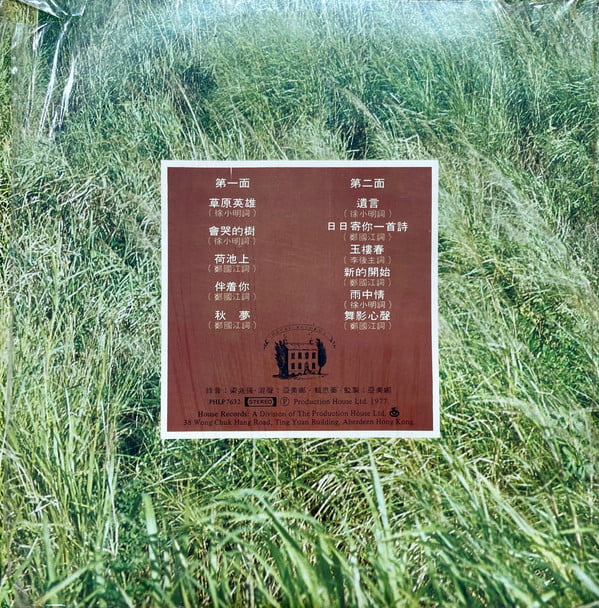 第一面
草原英雄
(徐小明詞)
會哭的樹
(徐小明詞)
荷池上
(鄭國江詞)
伴着你
(鄭國江詞)
秋 夢
(鄭國江詞)
第二面
遺言
(徐小明詞)
日日寄你一首詩
(鄭國江詞)
玉樓春
(李後主詞)
新的開始
(鄭國江詞)
雨中情
(徐小明詞)
舞影心聲
(鄭國江詞)
PHLP7632 STEREO Ⓟ Production House Ltd. 1977
House Records: A Division of The Production House Ltd.
38 Wong Chuk Hang Road, Ting Yuan Building, Aberdeen Hong Kong.